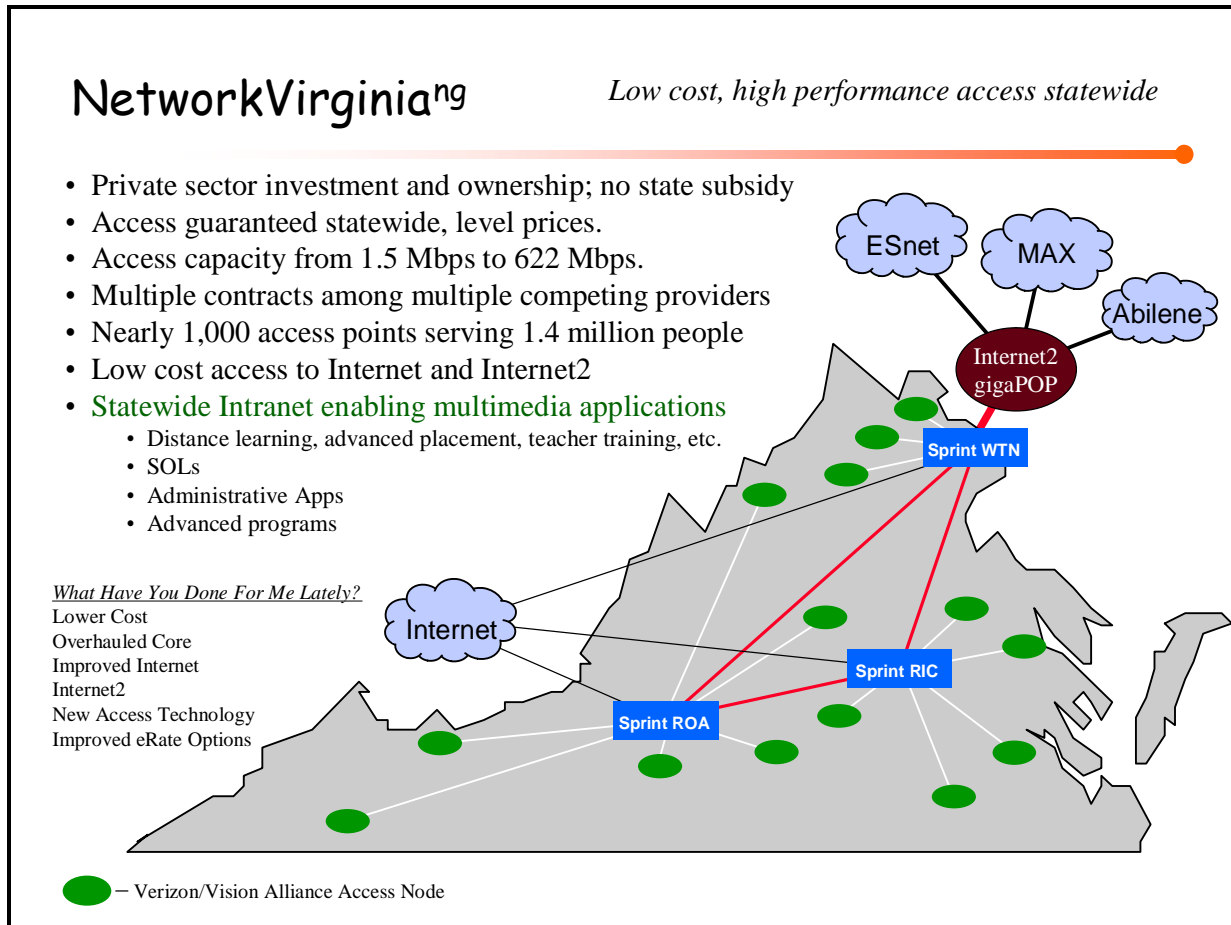 NetworkVirginiaⁿᵍ
Low cost, high performance access statewide
• Private sector investment and ownership; no state subsidy
• Access guaranteed statewide, level prices.
• Access capacity from 1.5 Mbps to 622 Mbps.
• Multiple contracts among multiple competing providers
• Nearly 1,000 access points serving 1.4 million people
• Low cost access to Internet and Internet2
• Statewide Intranet enabling multimedia applications
• Distance learning, advanced placement, teacher training, etc.
• SOLs
• Administrative Apps
• Advanced programs
ESnet
MAX
Abilene
Internet2
gigaPOP
Sprint WTN
What Have You Done For Me Lately?
Lower Cost
Overhauled Core
Improved Internet
Internet2
New Access Technology
Improved eRate Options
Internet
Sprint RIC
Sprint ROA
– Verizon/Vision Alliance Access Node